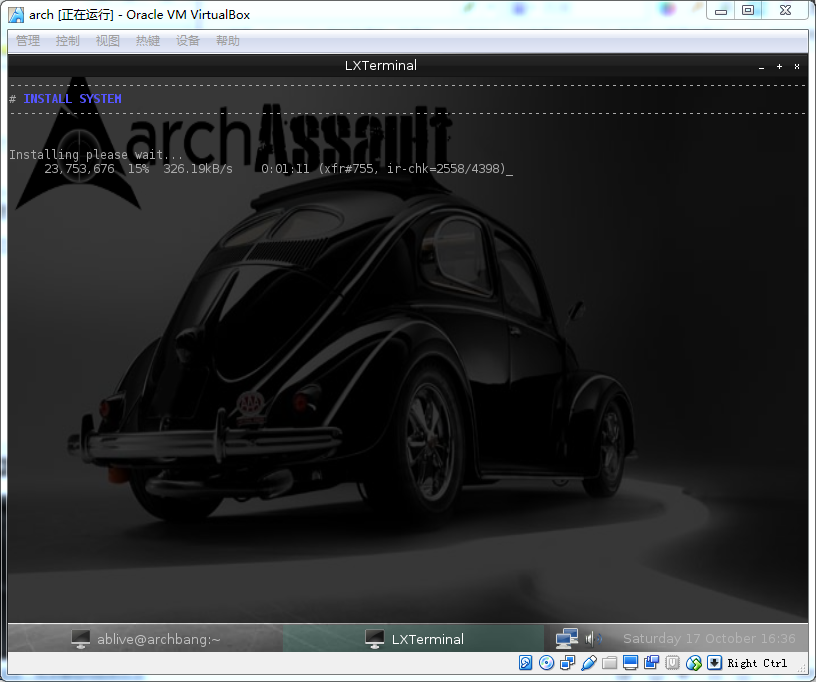 arch [正在运行] - Oracle VM VirtualBox
管理 控制 视图 热键 设备 帮助
LXTerminal
# INSTALL SYSTEM
archAssault
Installing please wait...
23,753,676 15% 326.19kB/s 0:01:11 (xfr#755, ir-chk=2558/4398)_
ablive@archbang:~ LXTerminal Saturday 17 October 16:36
Right Ctrl